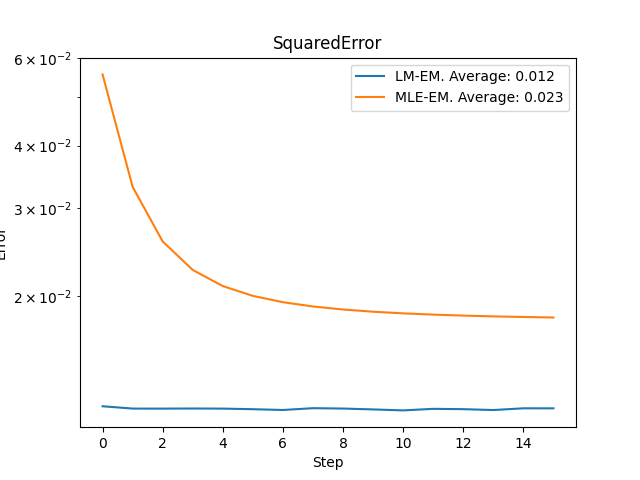 SquaredError
6 × 10⁻²
4 × 10⁻²
3 × 10⁻²
2 × 10⁻²
Error
LM-EM. Average: 0.012
MLE-EM. Average: 0.023
0 2 4 6 8 10 12 14
Step